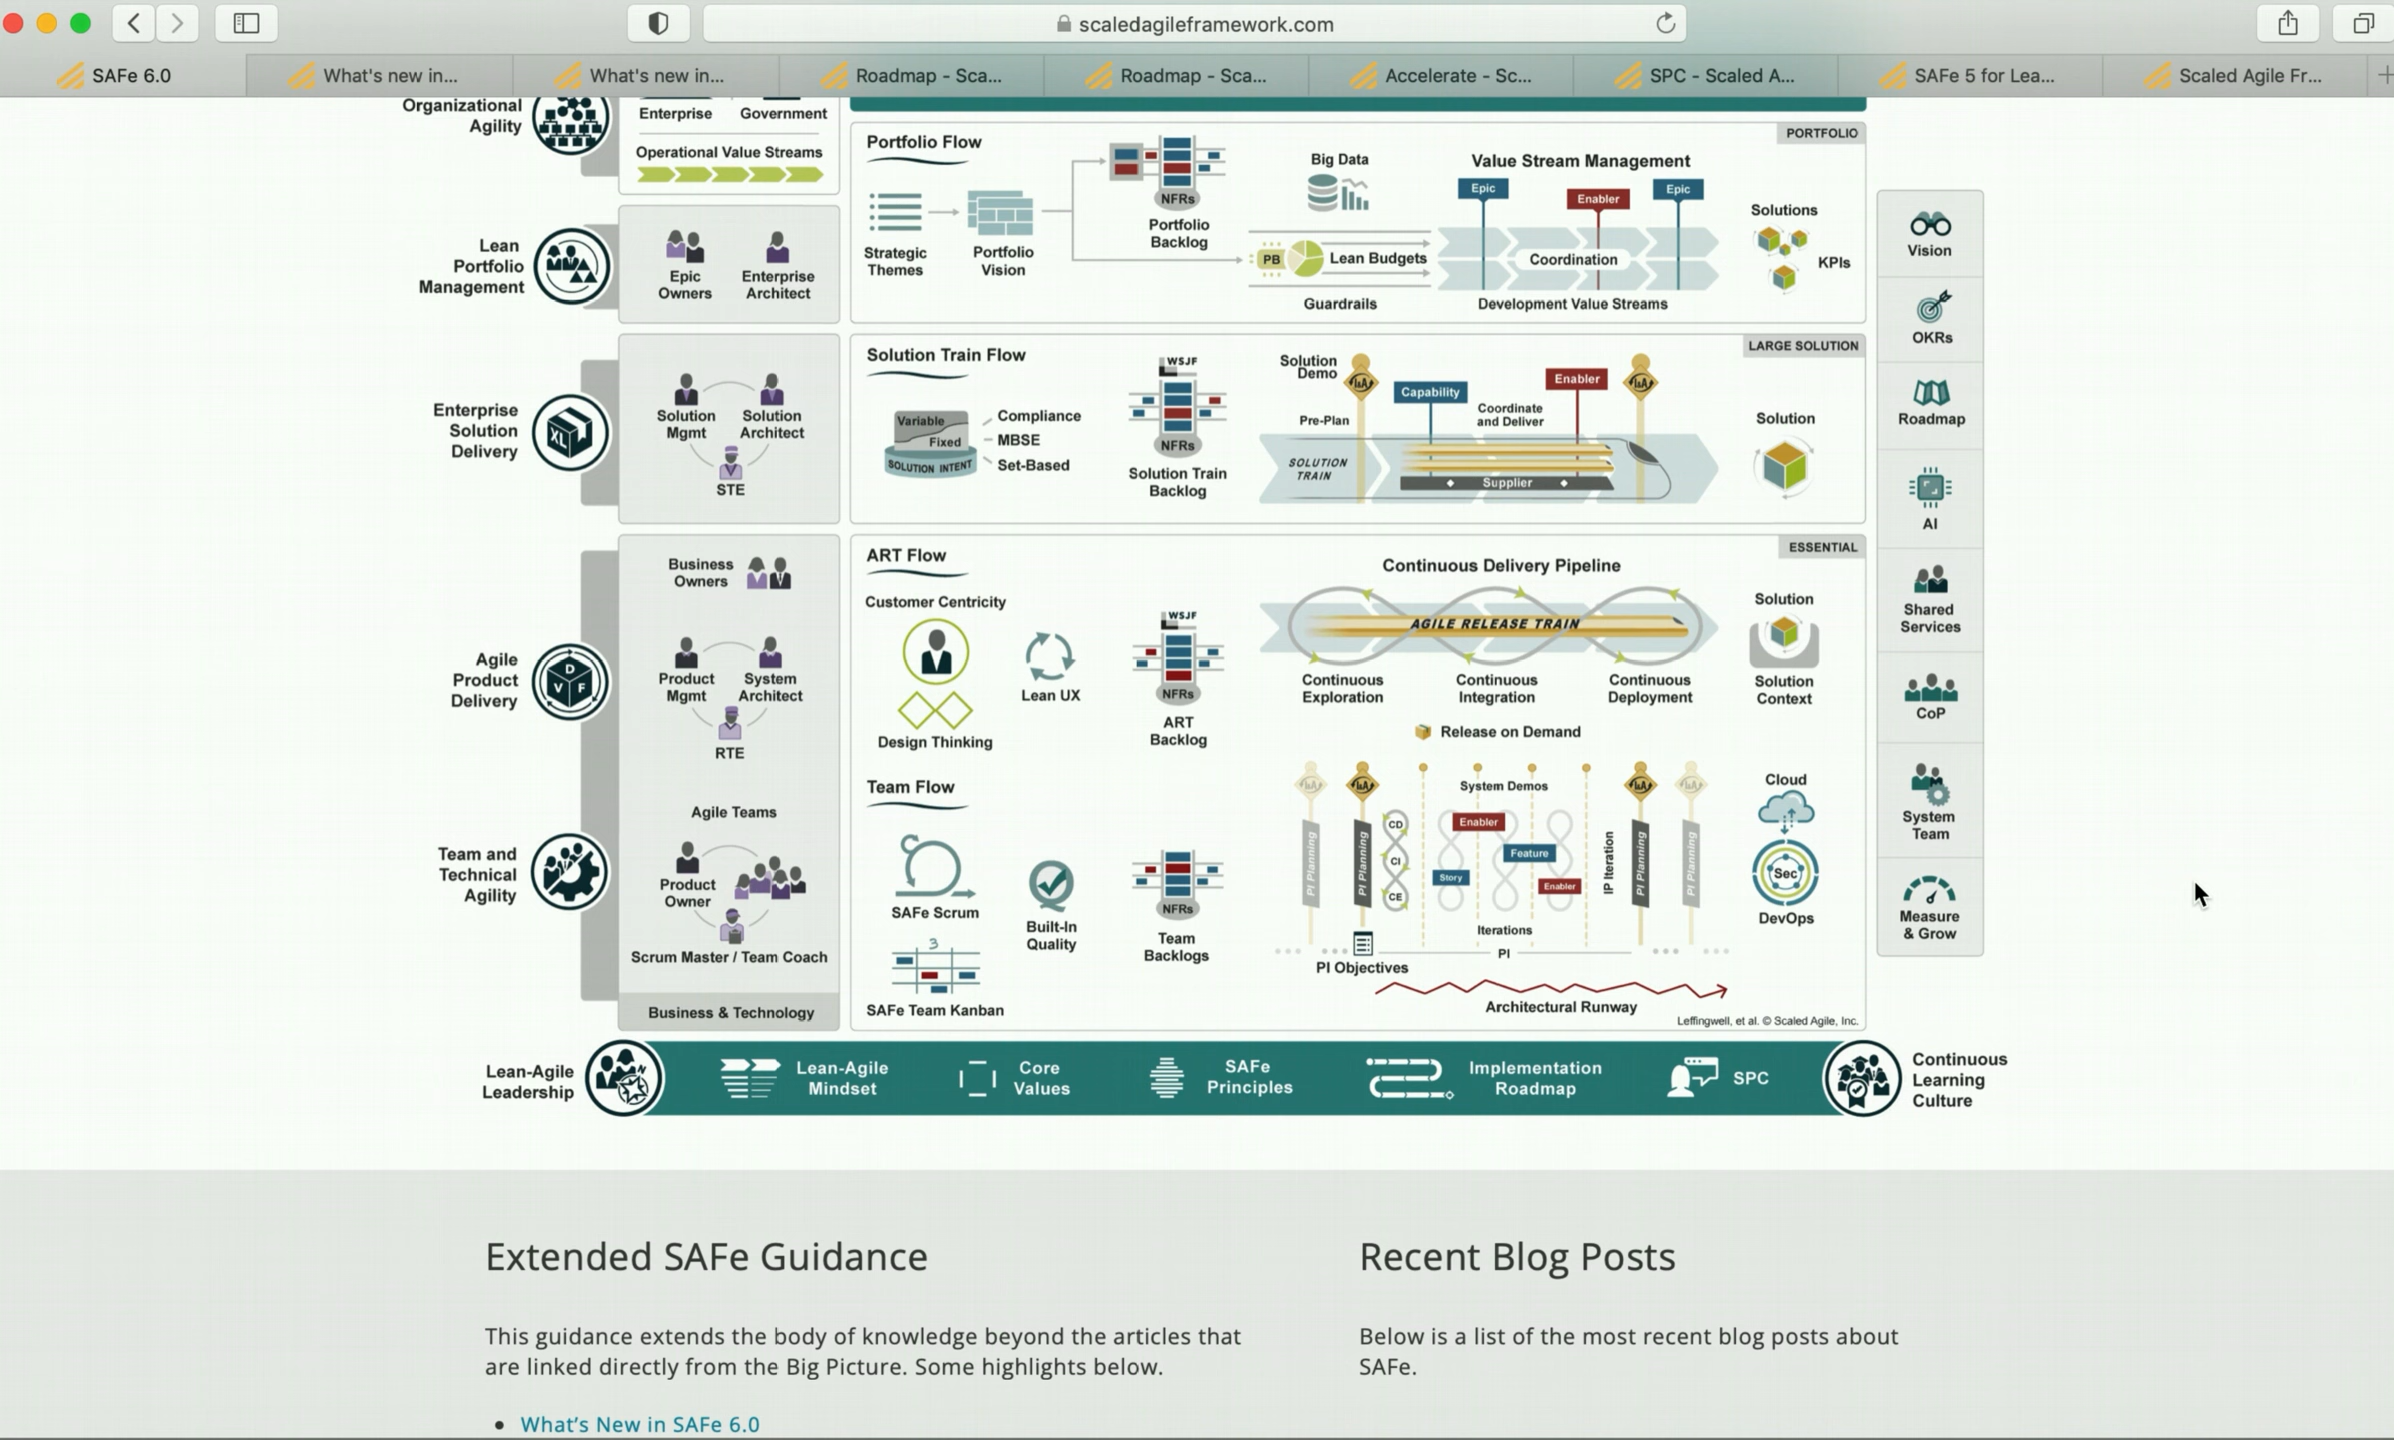 scaledagileframework.com
SAFe 6.0
What's new in...
What's new in...
Roadmap - Sca...
Roadmap - Sca...
Accelerate - Sc...
SPC - Scaled A...
SAFe 5 for Lea...
Scaled Agile Fr...
Organizational
Agility
Enterprise
Government
Operational Value Streams
Lean
Portfolio
Management
Epic
Owners
Enterprise
Architect
PORTFOLIO
Portfolio Flow
Strategic
Themes
Portfolio
Vision
NFRs
Portfolio
Backlog
Big Data
PB
Lean Budgets
Guardrails
Value Stream Management
Epic
Enabler
Epic
Coordination
Development Value Streams
Solutions
KPIs
Enterprise
Solution
Delivery
XL
Solution
Mgmt
Solution
Architect
STE
LARGE SOLUTION
Solution Train Flow
Variable
Fixed
SOLUTION INTENT
Compliance
MBSE
Set-Based
WSJF
NFRs
Solution Train
Backlog
Solution
Demo
I&A
Capability
Enabler
I&A
Pre-Plan
Coordinate
and Deliver
SOLUTION
TRAIN
Supplier
Solution
Agile
Product
Delivery
D
V
F
Business
Owners
Product
Mgmt
System
Architect
RTE
ESSENTIAL
ART Flow
Customer Centricity
Design Thinking
Lean UX
WSJF
NFRs
ART
Backlog
Continuous Delivery Pipeline
AGILE RELEASE TRAIN
Continuous
Exploration
Continuous
Integration
Continuous
Deployment
Release on Demand
Solution
Solution
Context
Team and
Technical
Agility
Agile Teams
Product
Owner
Scrum Master / Team Coach
Business & Technology
Team Flow
SAFe Scrum
3
SAFe Team Kanban
Built-In
Quality
NFRs
Team
Backlogs
I&A
I&A
System Demos
I&A
I&A
PI Planning
PI Planning
CD
CI
CE
Enabler
Feature
Story
Enabler
IP Iteration
PI Planning
PI Planning
Iterations
PI
PI Objectives
Architectural Runway
Cloud
Sec
DevOps
Leffingwell, et al. © Scaled Agile, Inc.
Vision
OKRs
Roadmap
AI
Shared
Services
CoP
System
Team
Measure
& Grow
Lean-Agile
Leadership
N
Lean-Agile
Mindset
Core
Values
SAFe
Principles
Implementation
Roadmap
SPC
Continuous
Learning
Culture
Extended SAFe Guidance
This guidance extends the body of knowledge beyond the articles that
are linked directly from the Big Picture. Some highlights below.
• What's New in SAFe 6.0
Recent Blog Posts
Below is a list of the most recent blog posts about
SAFe.